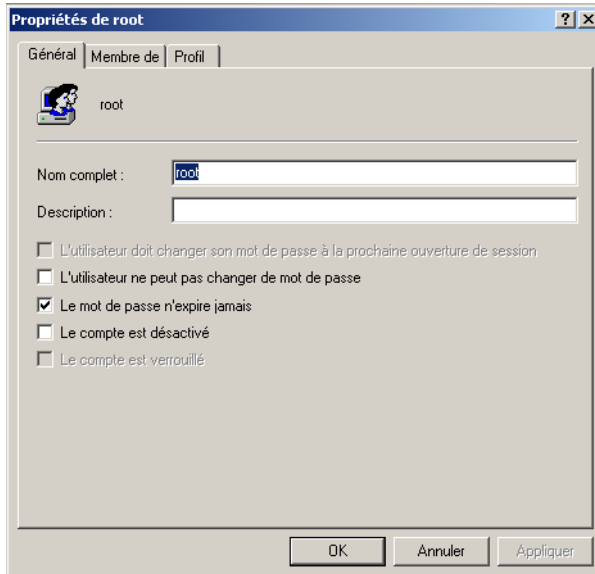 Propriétés de root
Général Membre de Profil
root
Nom complet : root
Description :
L'utilisateur doit changer son mot de passe à la prochaine ouverture de session
L'utilisateur ne peut pas changer de mot de passe
Le mot de passe n'expire jamais
Le compte est désactivé
Le compte est verrouillé
OK Annuler Appliquer